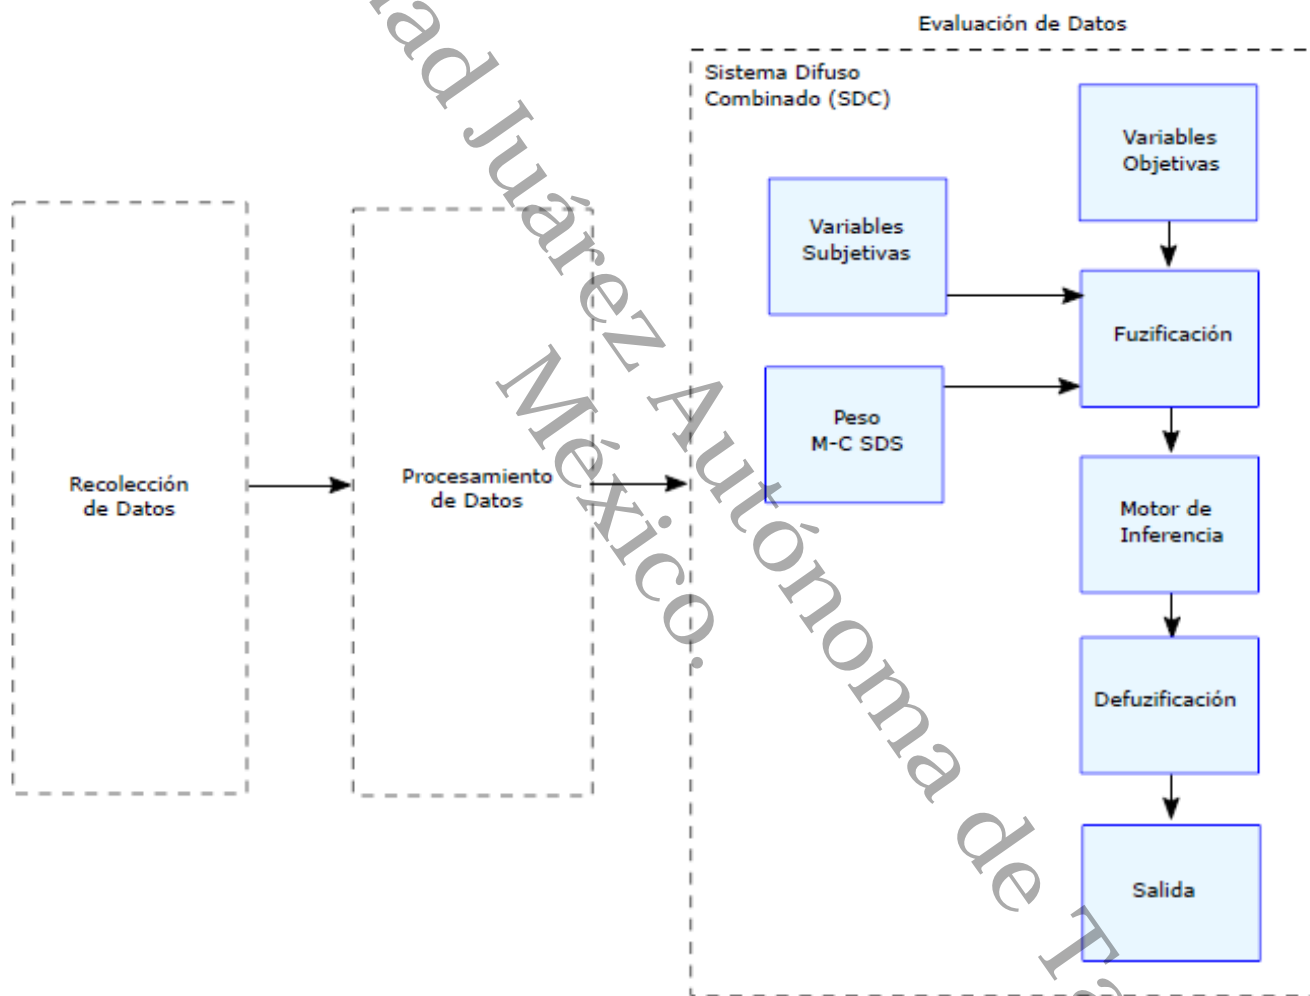 Evaluación de Datos
Sistema Difuso
Combinado (SDC)
Variables
Objetivas
Variables
Subjetivas
Fuzificación
Peso
M-C SDS
Recolección
de Datos
Procesamiento
de Datos
Motor de
Inferencia
Defuzificación
Salida
Juárez Autónoma de
México.